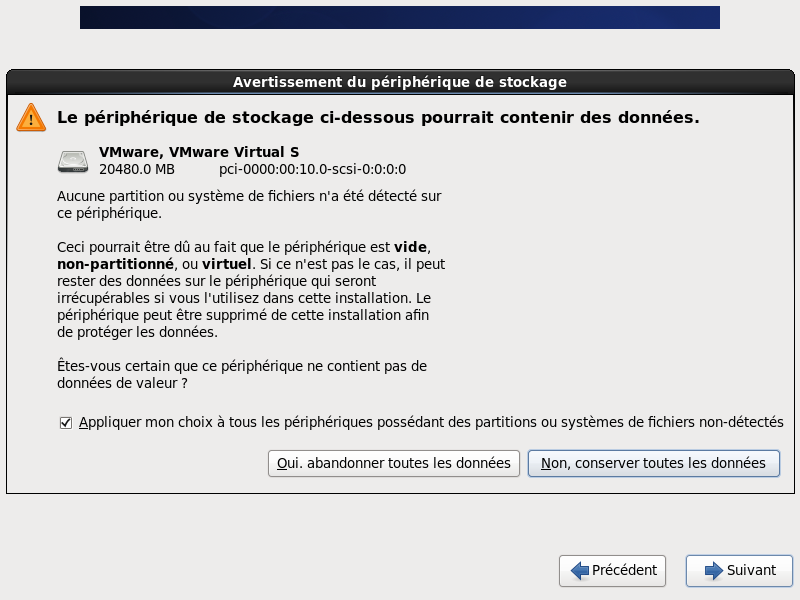 Avertissement du périphérique de stockage
Le périphérique de stockage ci-dessous pourrait contenir des données.
VMware, VMware Virtual S
20480.0 MB pci-0000:00:10.0-scsi-0:0:0:0
Aucune partition ou système de fichiers n'a été détecté sur
ce périphérique.
Ceci pourrait être dû au fait que le périphérique est vide,
non-partitionné, ou virtuel. Si ce n'est pas le cas, il peut
rester des données sur le périphérique qui seront
irrécupérables si vous l'utilisez dans cette installation. Le
périphérique peut être supprimé de cette installation afin
de protéger les données.
Êtes-vous certain que ce périphérique ne contient pas de
données de valeur ?
Appliquer mon choix à tous les périphériques possédant des partitions ou systèmes de fichiers non-détectés
Oui. abandonner toutes les données
Non, conserver toutes les données
Précédent
Suivant